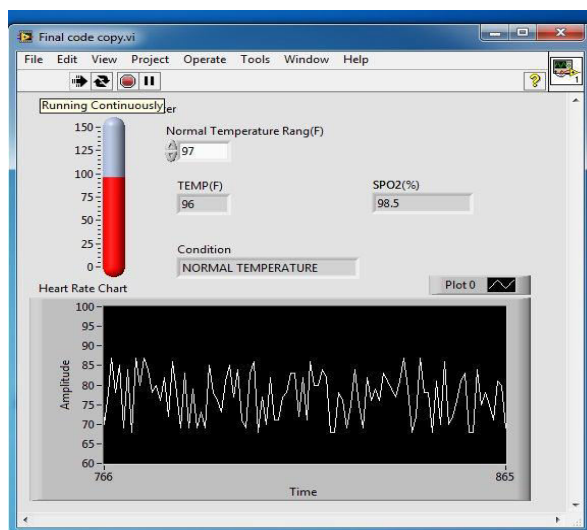 Final code copy.vi
File Edit View Project Operate Tools Window Help
1
Running Continuously er
Normal Temperature Rang(F)
97
150
125
100
75
50
25
0
TEMP(F)
96
SPO2(%)
98.5
Condition
NORMAL TEMPERATURE
Heart Rate Chart
Plot 0
100
95
90
85
80
75
70
65
60
Amplitude
766
865
Time